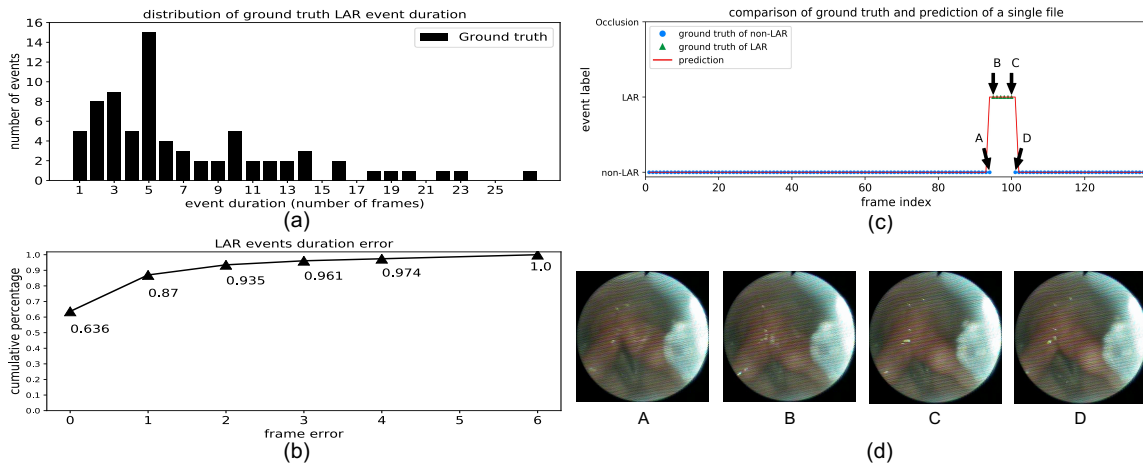 distribution of ground truth LAR event duration
16
14
12
10
8
6
4
2
0
number of events
Ground truth
1 3 5 7 9 11 13 15 17 19 21 23 25
event duration (number of frames)
(a)
LAR events duration error
1.0
0.9
0.8
0.7
0.6
0.5
0.4
0.3
0.2
0.1
0.0
cumulative percentage
0.636
0.87
0.935
0.961
0.974
1.0
0 1 2 3 4 5 6
frame error
(b)
comparison of ground truth and prediction of a single file
Occlusion
LAR
non-LAR
event label
ground truth of non-LAR
ground truth of LAR
prediction
B C
A D
0 20 40 60 80 100 120
frame index
(c)
A B C D
(d)